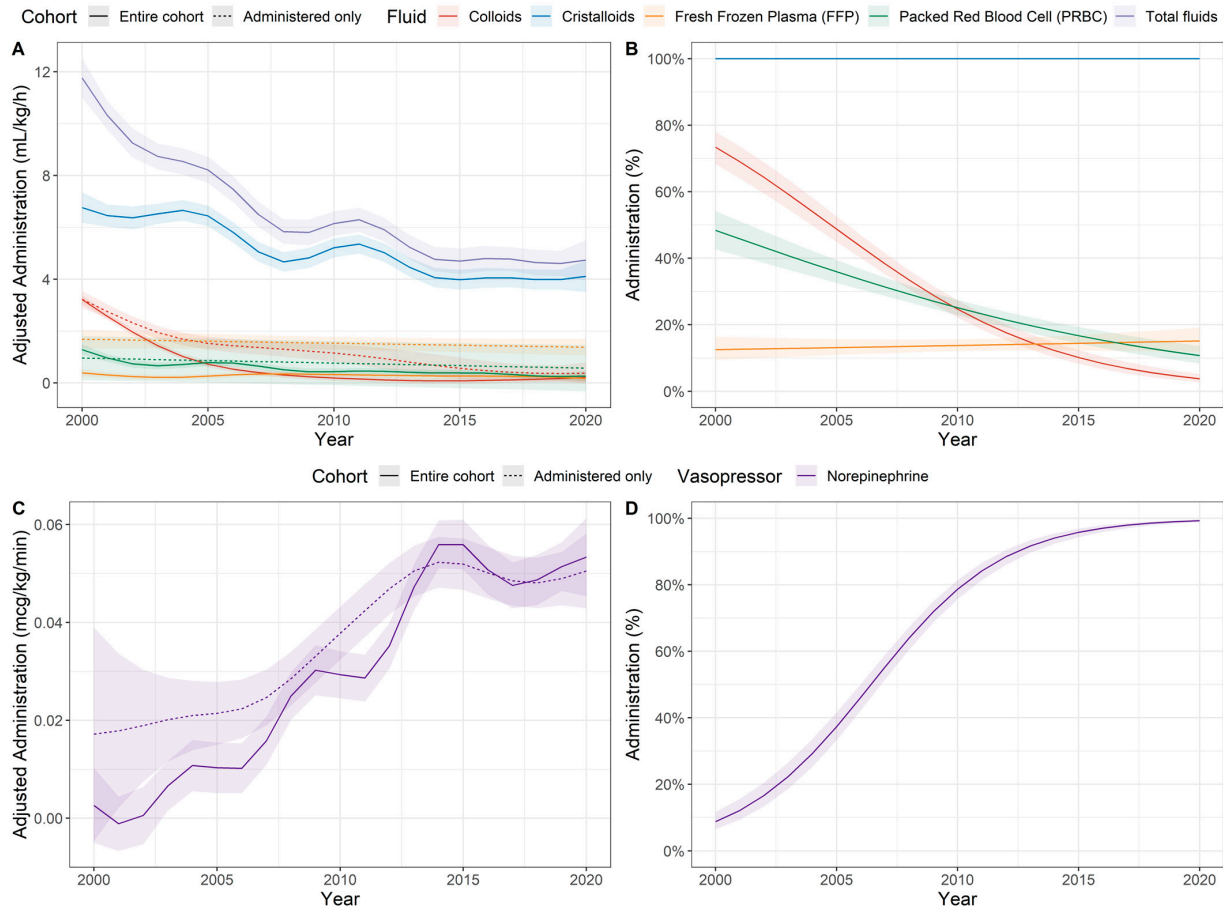 Cohort Entire cohort Administered only Fluid Colloids Cristalloids Fresh Frozen Plasma (FFP) Packed Red Blood Cell (PRBC) Total fluids
A
Adjusted Administration (mL/kg/h)
12
8
4
0
2000 2005 2010 2015 2020
Year
B
Administration (%)
100%
80%
60%
40%
20%
0%
2000 2005 2010 2015 2020
Year
Cohort Entire cohort Administered only Vasopressor Norepinephrine
C
Adjusted Administration (mcg/kg/min)
0.06
0.04
0.02
0.00
2000 2005 2010 2015 2020
Year
D
Administration (%)
100%
80%
60%
40%
20%
0%
2000 2005 2010 2015 2020
Year